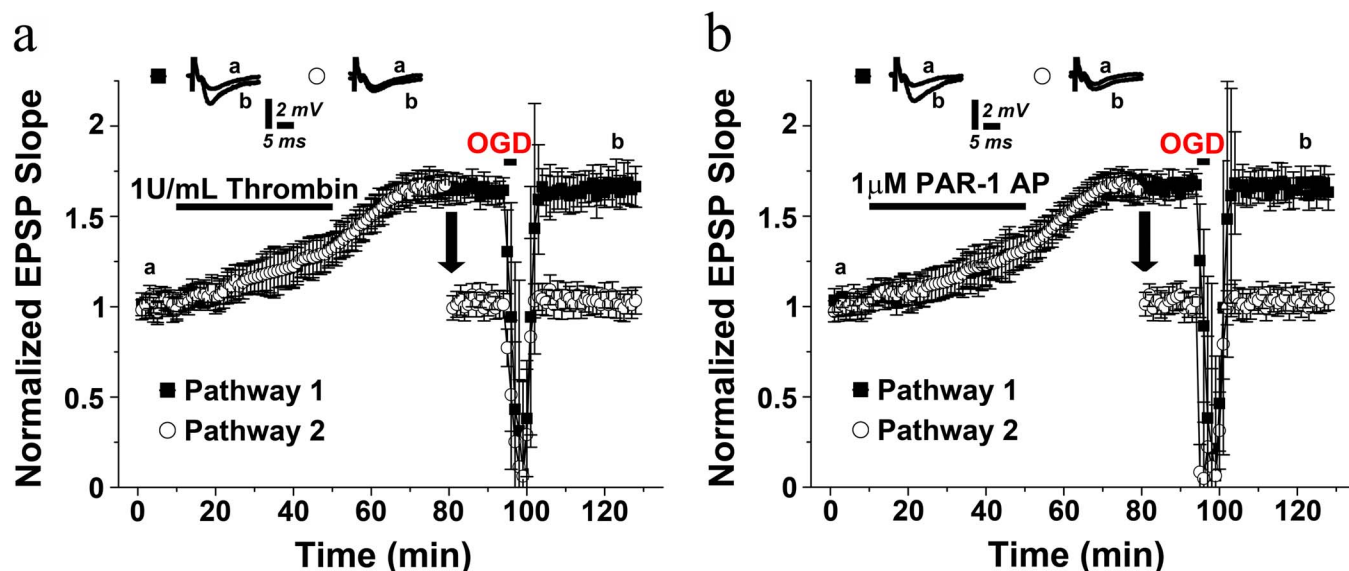 a
a
b
a
b
2 mV
5 ms
OGD
b
1U/mL Thrombin
a
Pathway 1
Pathway 2
Normalized EPSP Slope
2
1.5
1
0.5
0
0 20 40 60 80 100 120
Time (min)
b
a
b
a
b
2 mV
5 ms
OGD
b
1μM PAR-1 AP
a
Pathway 1
Pathway 2
Normalized EPSP Slope
2
1.5
1
0.5
0
0 20 40 60 80 100 120
Time (min)